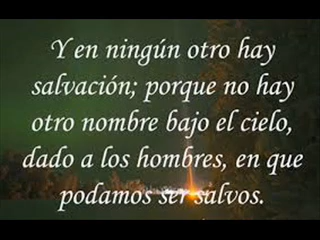 Y en ningún otro hay
salvación; porque no hay
otro nombre bajo el cielo,
dado a los hombres, en que
podamos ser salvos.